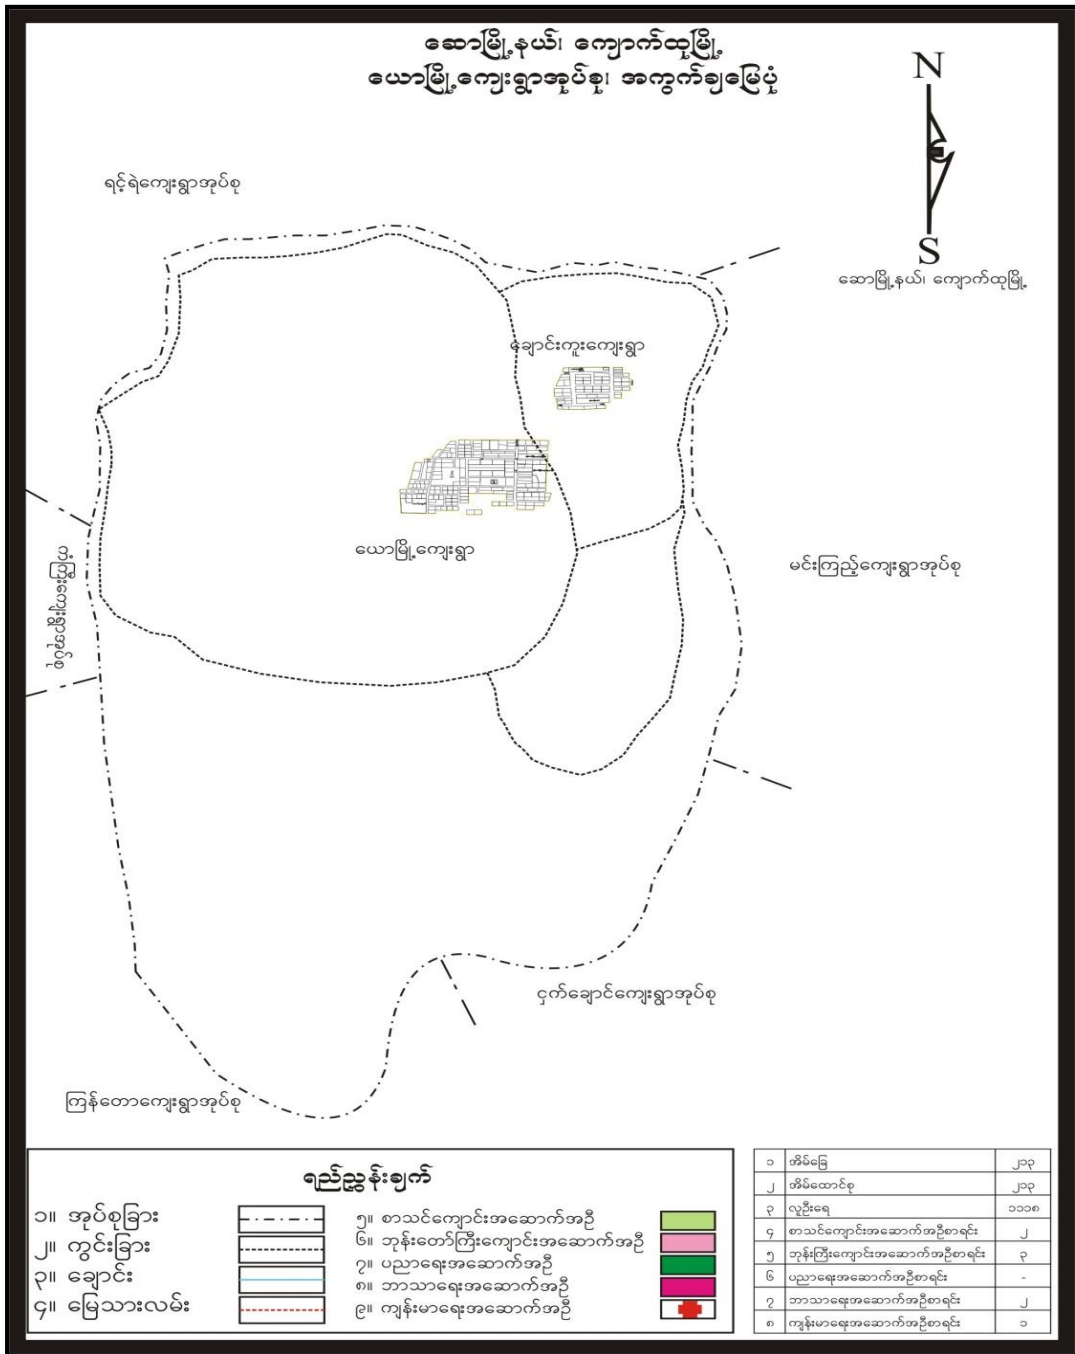 ဆောမြို့နယ်၊ ကျောက်ထုမြို့
ယောမြို့ကျေးရွာအုပ်စု၊ အကွက်ချမြေပုံ
N
S
ဆောမြို့နယ်၊ ကျောက်ထုမြို့
ရင့်ရဲကျေးရွာအုပ်စု
ချောင်းကူးကျေးရွာ
ယောမြို့ကျေးရွာ
မင်းကြည့်ကျေးရွာအုပ်စု
ငှက်ချောင်ကျေးရွာအုပ်စု
ကြန်တောကျေးရွာအုပ်စု
ရည်ညွှန်းချက်
၁။ အုပ်စုခြား
၂။ ကွင်းခြား
၃။ ချောင်း
၄။ မြေသားလမ်း
၅။ စာသင်ကျောင်းအဆောက်အဦ
၆။ ဘုန်းတော်ကြီးကျောင်းအဆောက်အဦ
၇။ ပညာရေးအဆောက်အဦ
၈။ ဘာသာရေးအဆောက်အဦ
၉။ ကျန်းမာရေးအဆောက်အဦ
၁ အိမ်ခြေ ၂၁၃
၂ အိမ်ထောင်စု ၂၁၃
၃ လူဦးရေ ၁၁၁၈
၄ စာသင်ကျောင်းအဆောက်အဦစာရင်း ၂
၅ ဘုန်းကြီးကျောင်းအဆောက်အဦစာရင်း ၃
၆ ပညာရေးအဆောက်အဦစာရင်း -
၇ ဘာသာရေးအဆောက်အဦစာရင်း ၂
၈ ကျန်းမာရေးအဆောက်အဦစာရင်း ၁